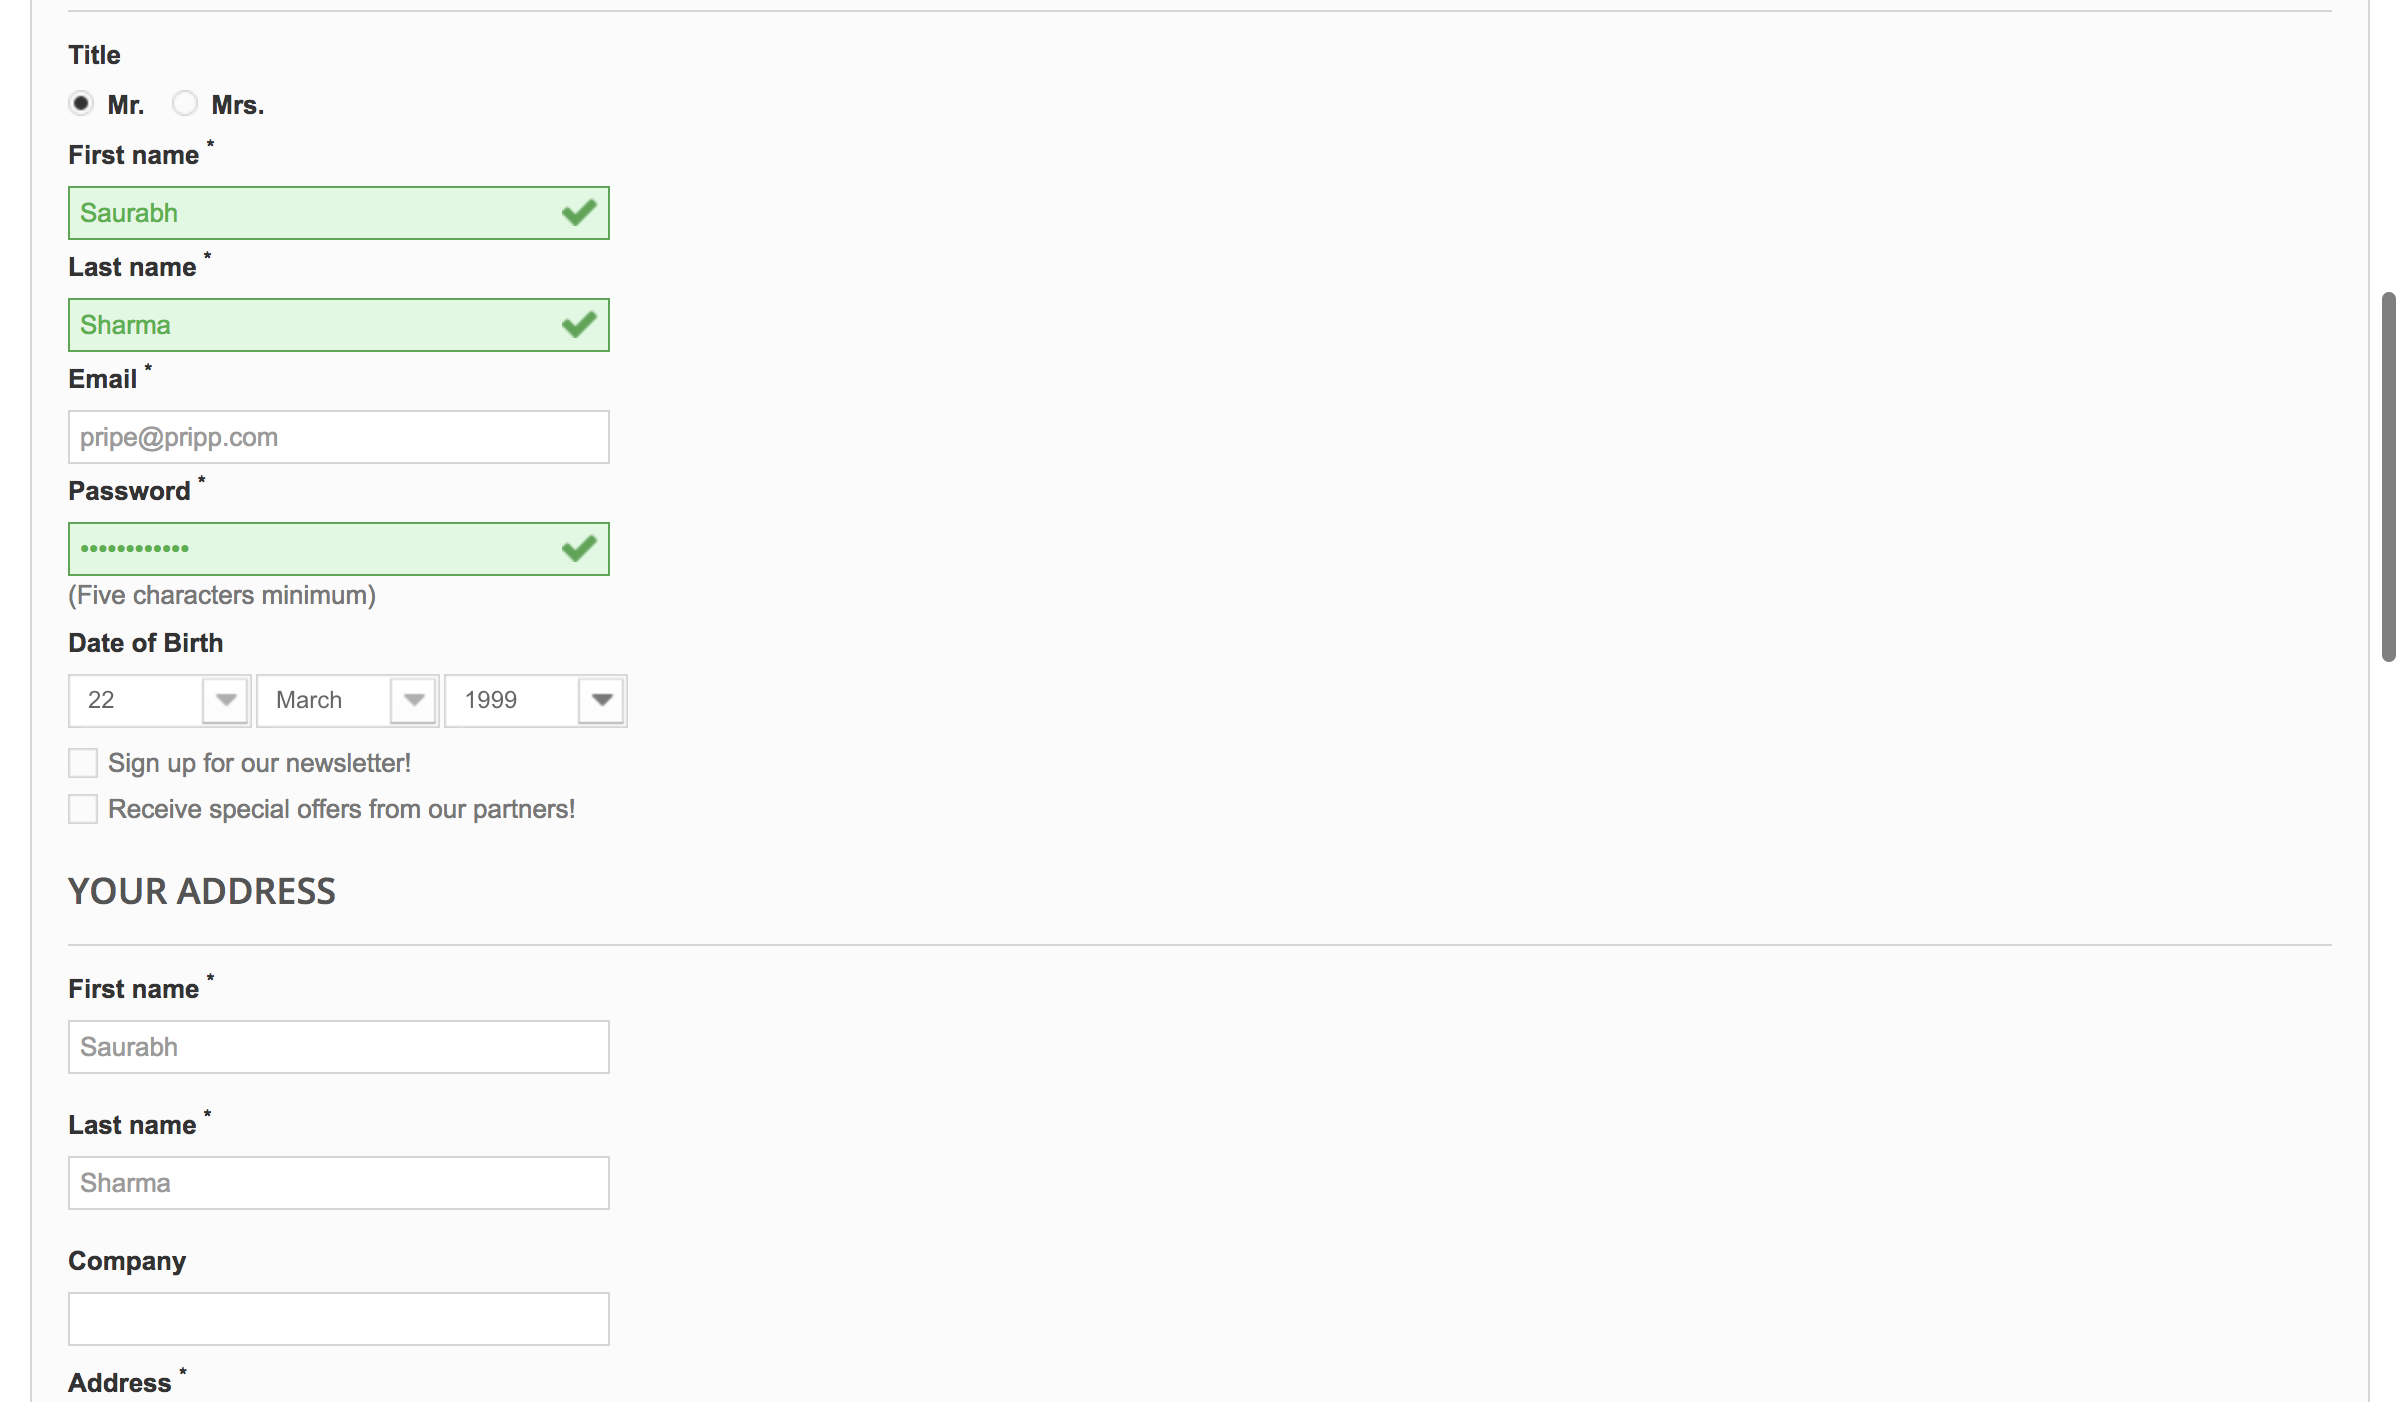 Title
Mr. Mrs.
First name *
Saurabh
Last name *
Sharma
Email *
pripe@pripp.com
Password *
••••••••••••
(Five characters minimum)
Date of Birth
22 March 1999
Sign up for our newsletter!
Receive special offers from our partners!
YOUR ADDRESS
First name *
Saurabh
Last name *
Sharma
Company
Address *